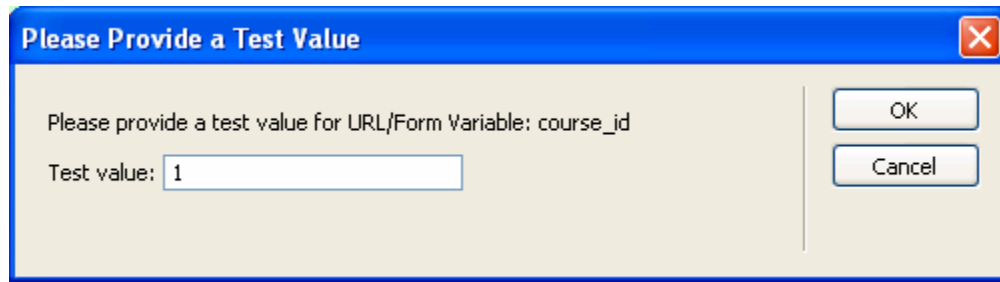 Please Provide a Test Value
Please provide a test value for URL/Form Variable: course_id
Test value: 1
OK
Cancel